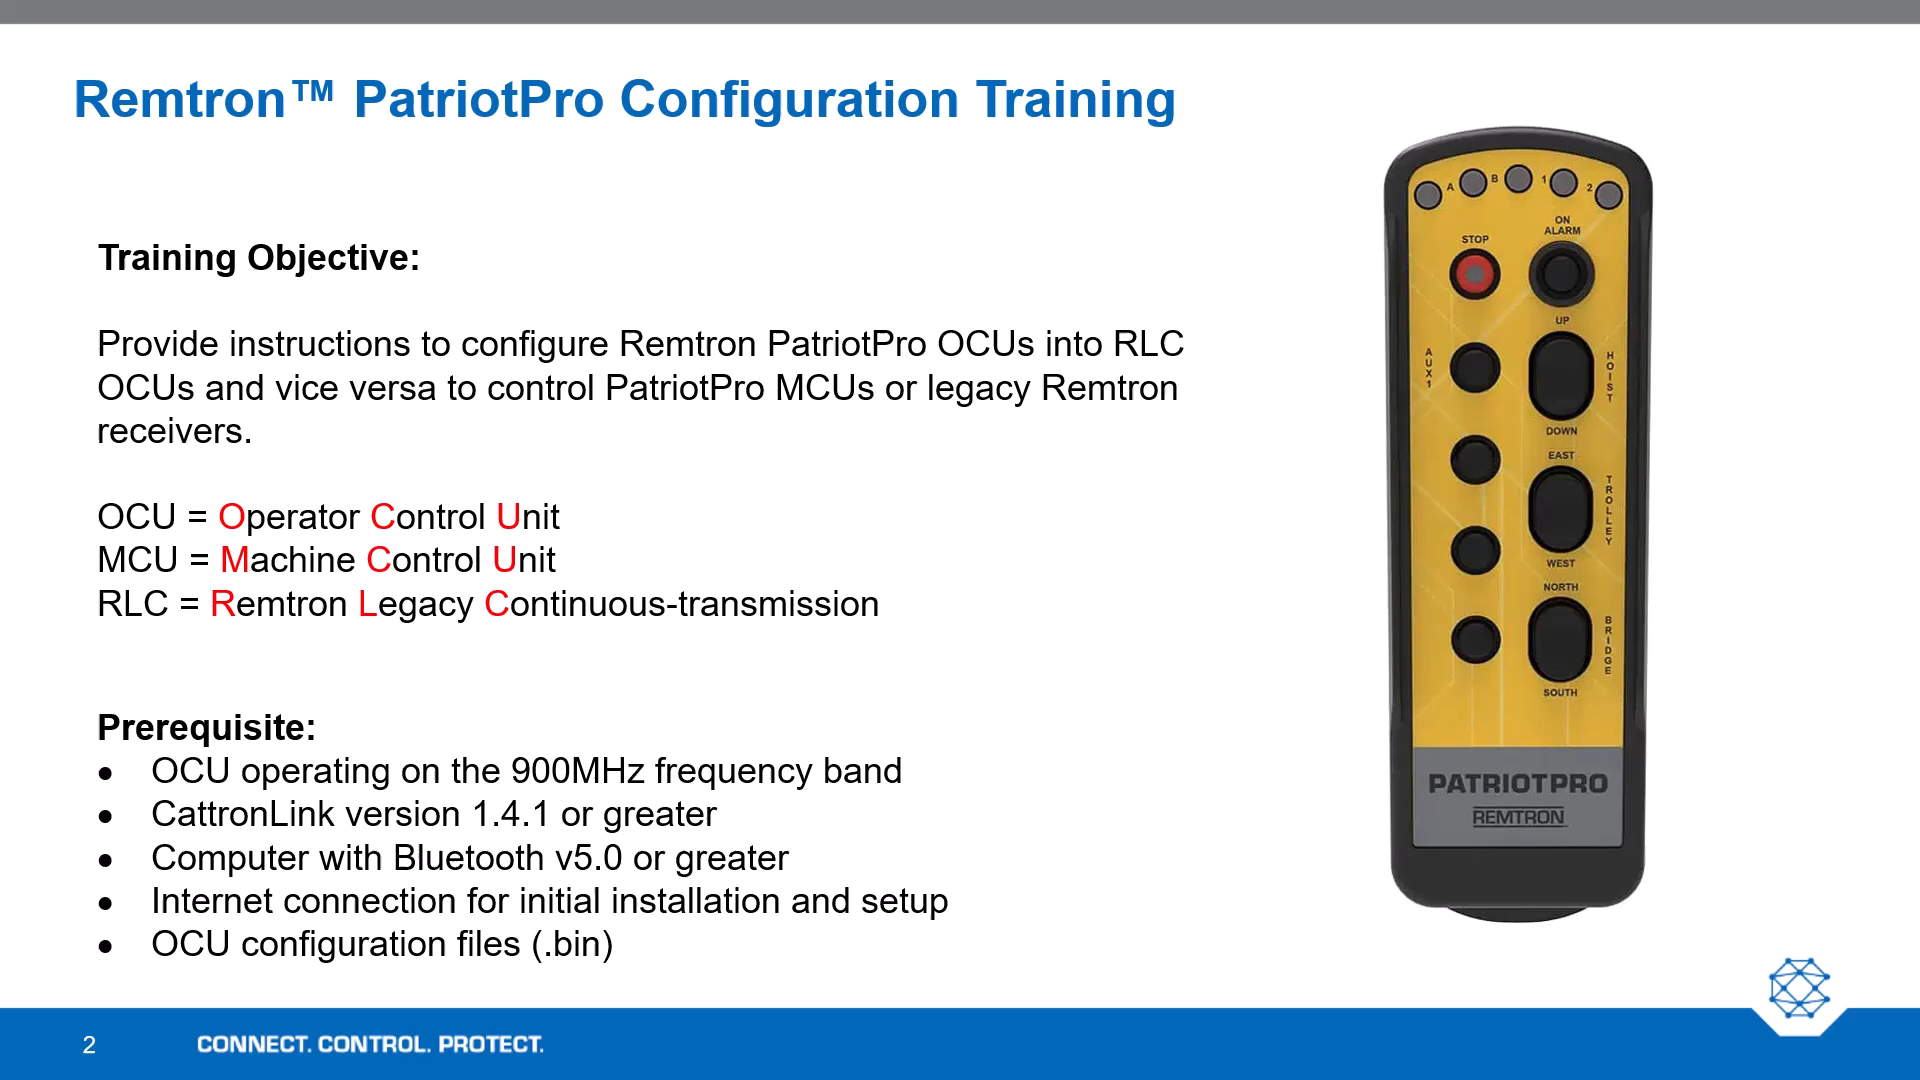 Remtron™ PatriotPro Configuration Training
Training Objective:
Provide instructions to configure Remtron PatriotPro OCUs into RLC
OCUs and vice versa to control PatriotPro MCUs or legacy Remtron
receivers.
OCU = Operator Control Unit
MCU = Machine Control Unit
RLC = Remtron Legacy Continuous-transmission
Prerequisite:
• OCU operating on the 900MHz frequency band
• CattronLink version 1.4.1 or greater
• Computer with Bluetooth v5.0 or greater
• Internet connection for initial installation and setup
• OCU configuration files (.bin)
A B 1 2
ON
ALARM
STOP
UP
AUX1
HOIST
DOWN
EAST
TROLLEY
WEST
NORTH
BRIDGE
SOUTH
PATRIOTPRO
REMTRON
2
CONNECT. CONTROL. PROTECT.